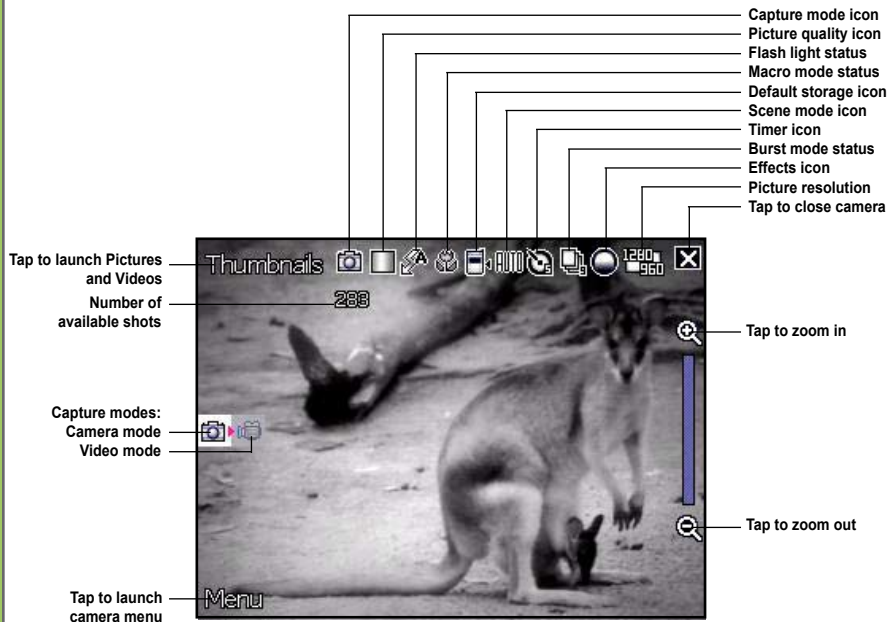 Capture mode icon
Picture quality icon
Flash light status
Macro mode status
Default storage icon
Scene mode icon
Timer icon
Burst mode status
Effects icon
Picture resolution
Tap to close camera
Tap to launch Pictures
and Videos
Number of
available shots
Thumbnails
A
AUTO
5
9
1280
960
283
Tap to zoom in
Capture modes:
Camera mode
Video mode
Tap to zoom out
Tap to launch
camera menu
Menu